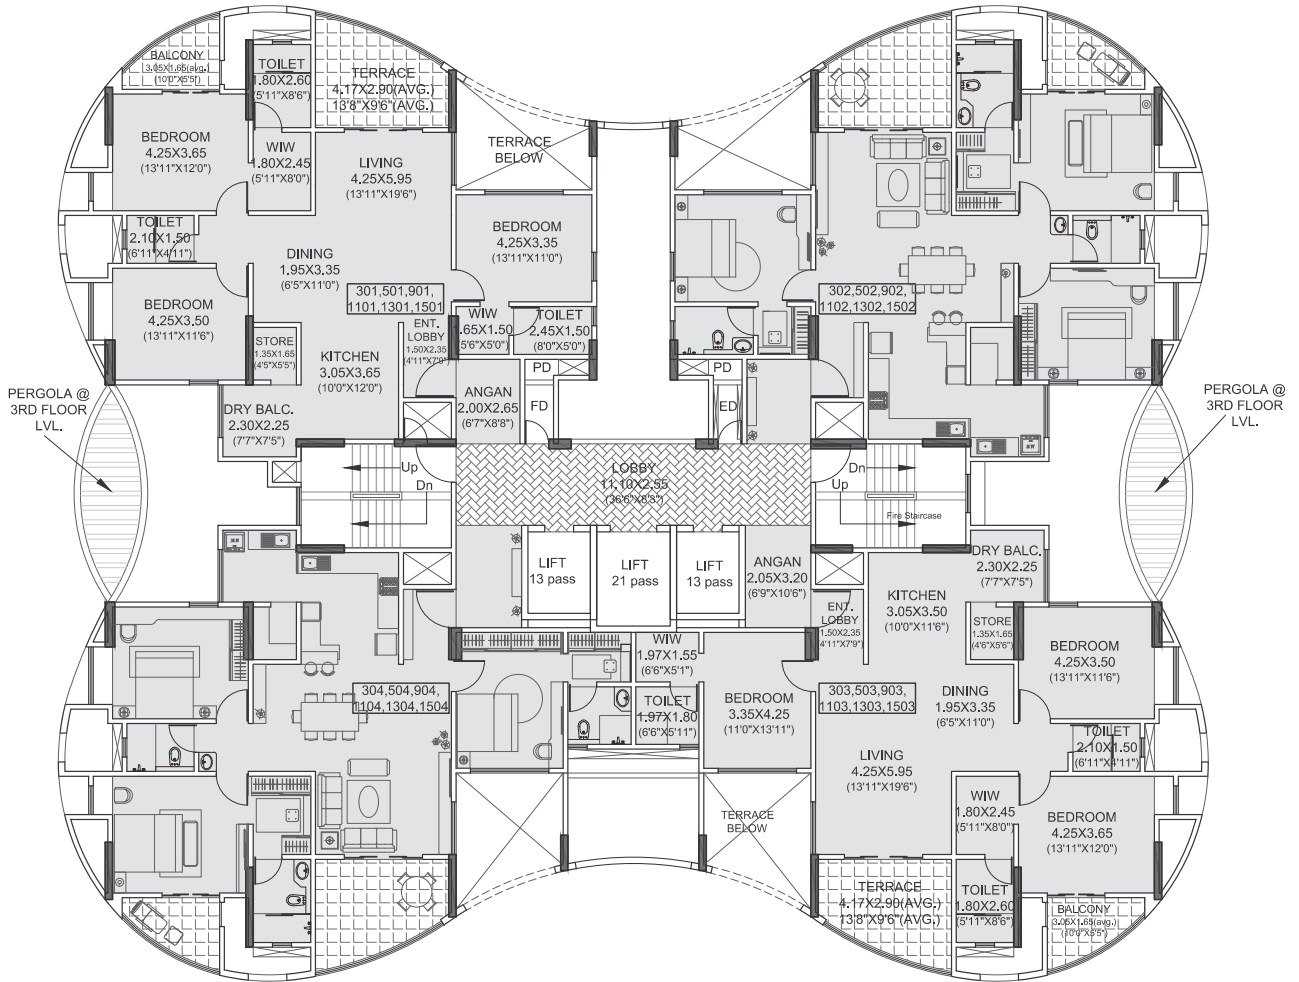 BALCONY
3.05X1.65(avg.)
(10'0"X5'5")
TOILET
1.80X2.60
(5'11"X8'6")
TERRACE
4.17X2.90(AVG.)
13'8"X9'6"(AVG.)
BEDROOM
4.25X3.65
(13'11"X12'0")
WIW
1.80X2.45
(5'11"X8'0")
LIVING
4.25X5.95
(13'11"X19'6")
TERRACE
BELOW
TOILET
2.10X1.50
(6'11"X4'11")
DINING
1.95X3.35
(6'5"X11'0")
BEDROOM
4.25X3.35
(13'11"X11'0")
301,501,901,
1101,1301,1501
302,502,902,
1102,1302,1502
BEDROOM
4.25X3.50
(13'11"X11'6")
STORE
1.35X1.65
(4'5"X5'5")
KITCHEN
3.05X3.65
(10'0"X12'0")
ENT.
LOBBY
1.50X2.35
(4'11"X7'9")
WIW
1.65X1.50
(5'6"X5'0")
TOILET
2.45X1.50
(8'0"X5'0")
PERGOLA @
3RD FLOOR
LVL.
DRY BALC.
2.30X2.25
(7'7"X7'5")
ANGAN
2.00X2.65
(6'7"X8'8")
PD
FD
PD
ED
PERGOLA @
3RD FLOOR
LVL.
Up
Dn
LOBBY
11.10X2.55
(36'6"X8'3")
Dn
Up
Fire Staircase
LIFT
13 pass
LIFT
21 pass
LIFT
13 pass
ANGAN
2.05X3.20
(6'9"X10'6")
DRY BALC.
2.30X2.25
(7'7"X7'5")
KITCHEN
3.05X3.50
(10'0"X11'6")
ENT.
LOBBY
1.50X2.35
4'11"X7'9")
STORE
1.35X1.65
(4'6"X5'6")
WIW
1.97X1.55
(6'6"X5'1")
BEDROOM
4.25X3.50
(13'11"X11'6")
304,504,904,
1104,1304,1504
TOILET
1.97X1.80
(6'6"X5'11")
BEDROOM
3.35X4.25
(11'0"X13'11")
303,503,903,
1103,1303,1503
DINING
1.95X3.35
(6'5"X11'0")
TOILET
2.10X1.50
(6'11"X4'11")
LIVING
4.25X5.95
(13'11"X19'6")
TERRACE
BELOW
WIW
1.80X2.45
(5'11"X8'0")
BEDROOM
4.25X3.65
(13'11"X12'0")
TERRACE
4.17X2.90(AVG.)
13'8"X9'6"(AVG.)
TOILET
1.80X2.60
(5'11"X8'6")
BALCONY
3.05X1.65(avg.)
(10'0"X5'5")